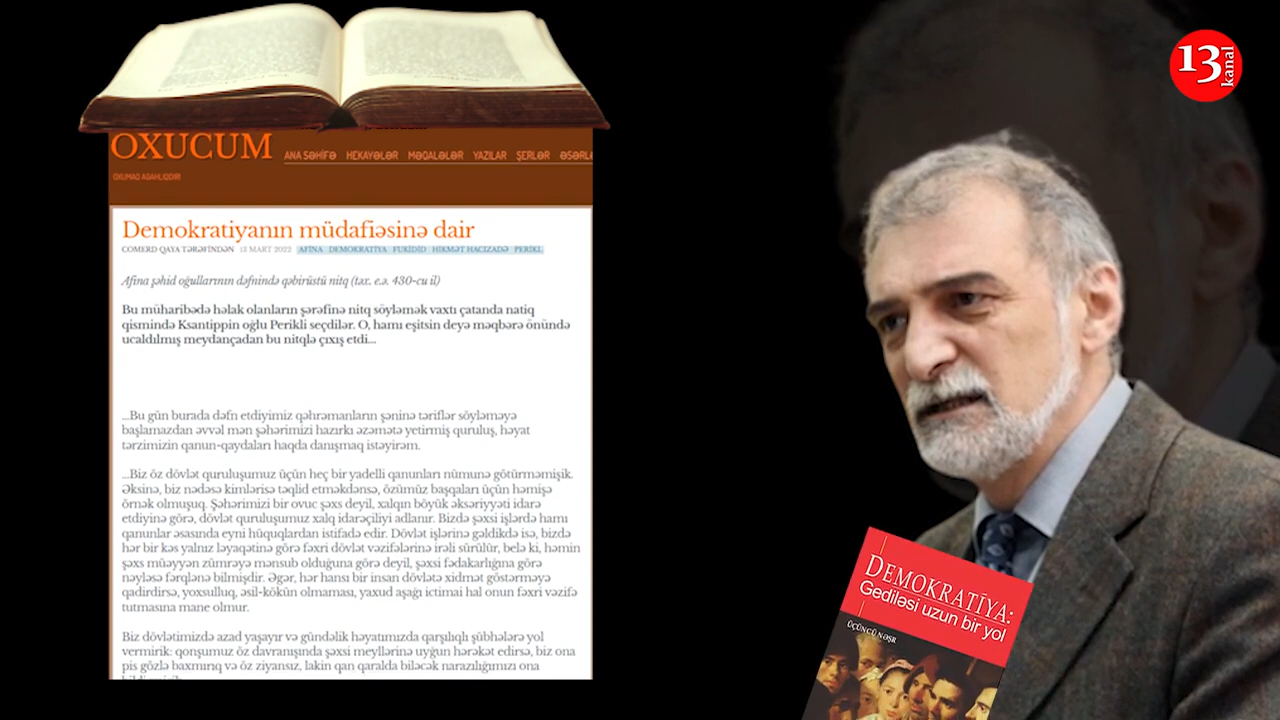 OXUCUM
ANA SƏHİFƏ HEKAYƏLƏR MƏQALƏLƏR YAZILAR ŞERLƏR
OXUMAQ AGAHLIQDIR!
Demokratiyanın müdafiəsinə dair
COMERD QAYA TƏRƏFİNDƏN 13 MART 2022 AFİNA DEMOKRATİYA FUKİDİD HİKMƏT HACIZADƏ PERİKL
Afina şəhid oğullarının dəfnində qəbirüstü nitq (təx. e.ə. 430-cu il)
Bu müharibədə həlak olanların şərəfinə nitq söyləmək vaxtı çatanda natiq
qismində Ksantippin oğlu Perikli seçdilər. O, hamı eşitsin deyə məqbərə önündə
ucaldılmış meydançadan bu nitqlə çıxış etdi...
...Bu gün burada dəfn etdiyimiz qəhrəmanların şəninə təriflər söyləməyə
başlamazdan əvvəl mən şəhərimizi hazırkı əzəmətə yetirmiş quruluş, həyat
tərzimizin qanun-qaydaları haqda danışmaq istəyirəm.
...Biz öz dövlət quruluşumuz üçün heç bir yadelli qanunları nümunə götürməmişik.
Əksinə, biz nədəsə kimlərisə təqlid etməkdənsə, özümüz başqaları üçün həmişə
örnək olmuşuq. Şəhərimizi bir ovuc şəxs deyil, xalqın böyük əksəriyyəti idarə
etdiyinə görə, dövlət quruluşumuz xalq idarəçiliyi adlanır. Bizdə şəxsi işlərdə hamı
qanunlar əsasında eyni hüquqlardan istifadə edir. Dövlət işlərinə gəldikdə isə, bizdə
hər bir kəs yalnız ləyaqətinə görə fəxri dövlət vəzifələrinə irəli sürülür, belə ki, həmin
şəxs müəyyən zümrəyə mənsub olduğuna görə deyil, şəxsi fədakarlığına görə
nəyləsə fərqlənə bilmişdir. Əgər, hər hansı bir insan dövlətə xidmət göstərməyə
qadirdirsə, yoxsulluq, əsil-kökün olmaması, yaxud aşağı ictimai hal onun fəxri vəzifə
tutmasına mane olmur.
Biz dövlətimizdə azad yaşayır və gündəlik həyatımızda qarşılıqlı şübhələrə yol
vermirik: qonşumuz öz davranışında şəxsi meyllərinə uyğun hərəkət edirsə, biz ona
pis gözlə baxmırıq və öz ziyansız, lakin qan qaralda biləcək narazılığımızı ona
13 kanal
DEMOKRATİYA:
Gediləsi uzun bir yol
ÜÇÜNCÜ NƏŞR